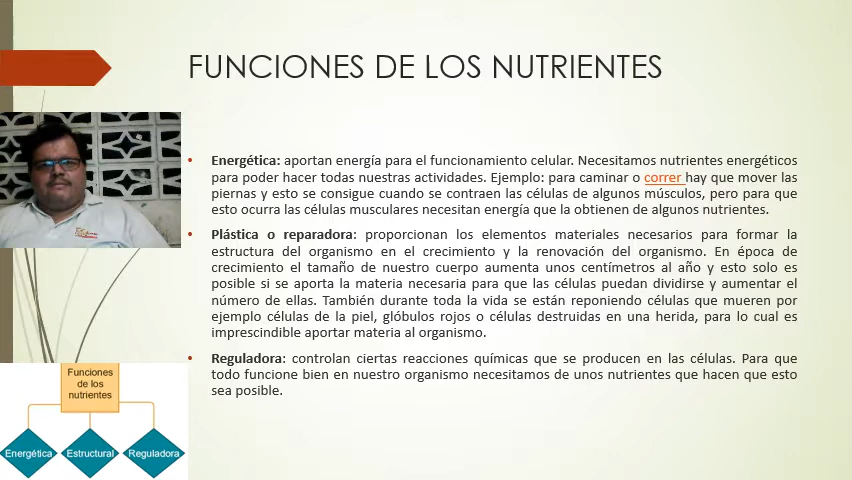 FUNCIONES DE LOS NUTRIENTES
• Energética: aportan energía para el funcionamiento celular. Necesitamos nutrientes energéticos
para poder hacer todas nuestras actividades. Ejemplo: para caminar o correr hay que mover las
piernas y esto se consigue cuando se contraen las células de algunos músculos, pero para que
esto ocurra las células musculares necesitan energía que la obtienen de algunos nutrientes.
• Plástica o reparadora: proporcionan los elementos materiales necesarios para formar la
estructura del organismo en el crecimiento y la renovación del organismo. En época de
crecimiento el tamaño de nuestro cuerpo aumenta unos centímetros al año y esto solo es
posible si se aporta la materia necesaria para que las células puedan dividirse y aumentar el
número de ellas. También durante toda la vida se están reponiendo células que mueren por
ejemplo células de la piel, glóbulos rojos o células destruidas en una herida, para lo cual es
imprescindible aportar materia al organismo.
• Reguladora: controlan ciertas reacciones químicas que se producen en las células. Para que
todo funcione bien en nuestro organismo necesitamos de unos nutrientes que hacen que esto
sea posible.
Funciones
de los
nutrientes
Energética
Estructural
Reguladora